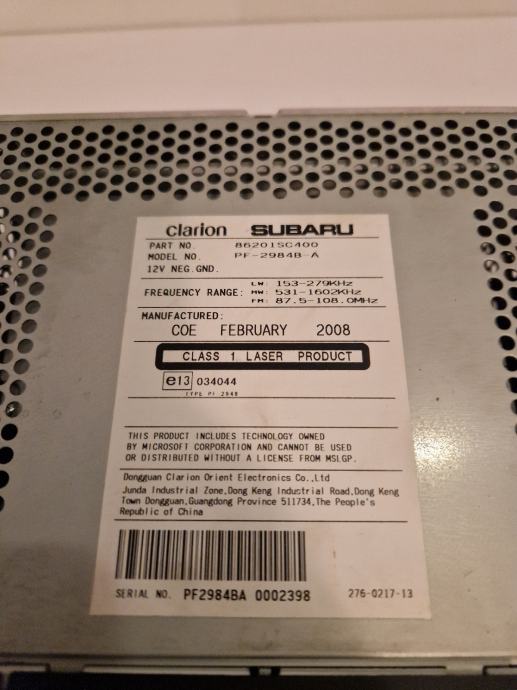 clarion SUBARU
PART NO. 86201SC400
MODEL NO. PF-2984B-A
12V NEG.GND.
LW: 153-279KHz
FREQUENCY RANGE: MW: 531-1602KHz
FM: 87.5-108.0MHz
MANUFACTURED:
COE FEBRUARY 2008
CLASS 1 LASER PRODUCT
e13 034044
TYPE PF 2948
THIS PRODUCT INCLUDES TECHNOLOGY OWNED
BY MICROSOFT CORPORATION AND CANNOT BE USED
OR DISTRIBUTED WITHOUT A LICENSE FROM MSLGP.
Dongguan Clarion Orient Electronics Co.,Ltd
Junda Industrial Zone,Dong Keng Industrial Road,Dong Keng
Town Dongguan,Guangdong Province 511734,The People's
Republic of China
SERIAL NO. PF2984BA 0002398 276-0217-13